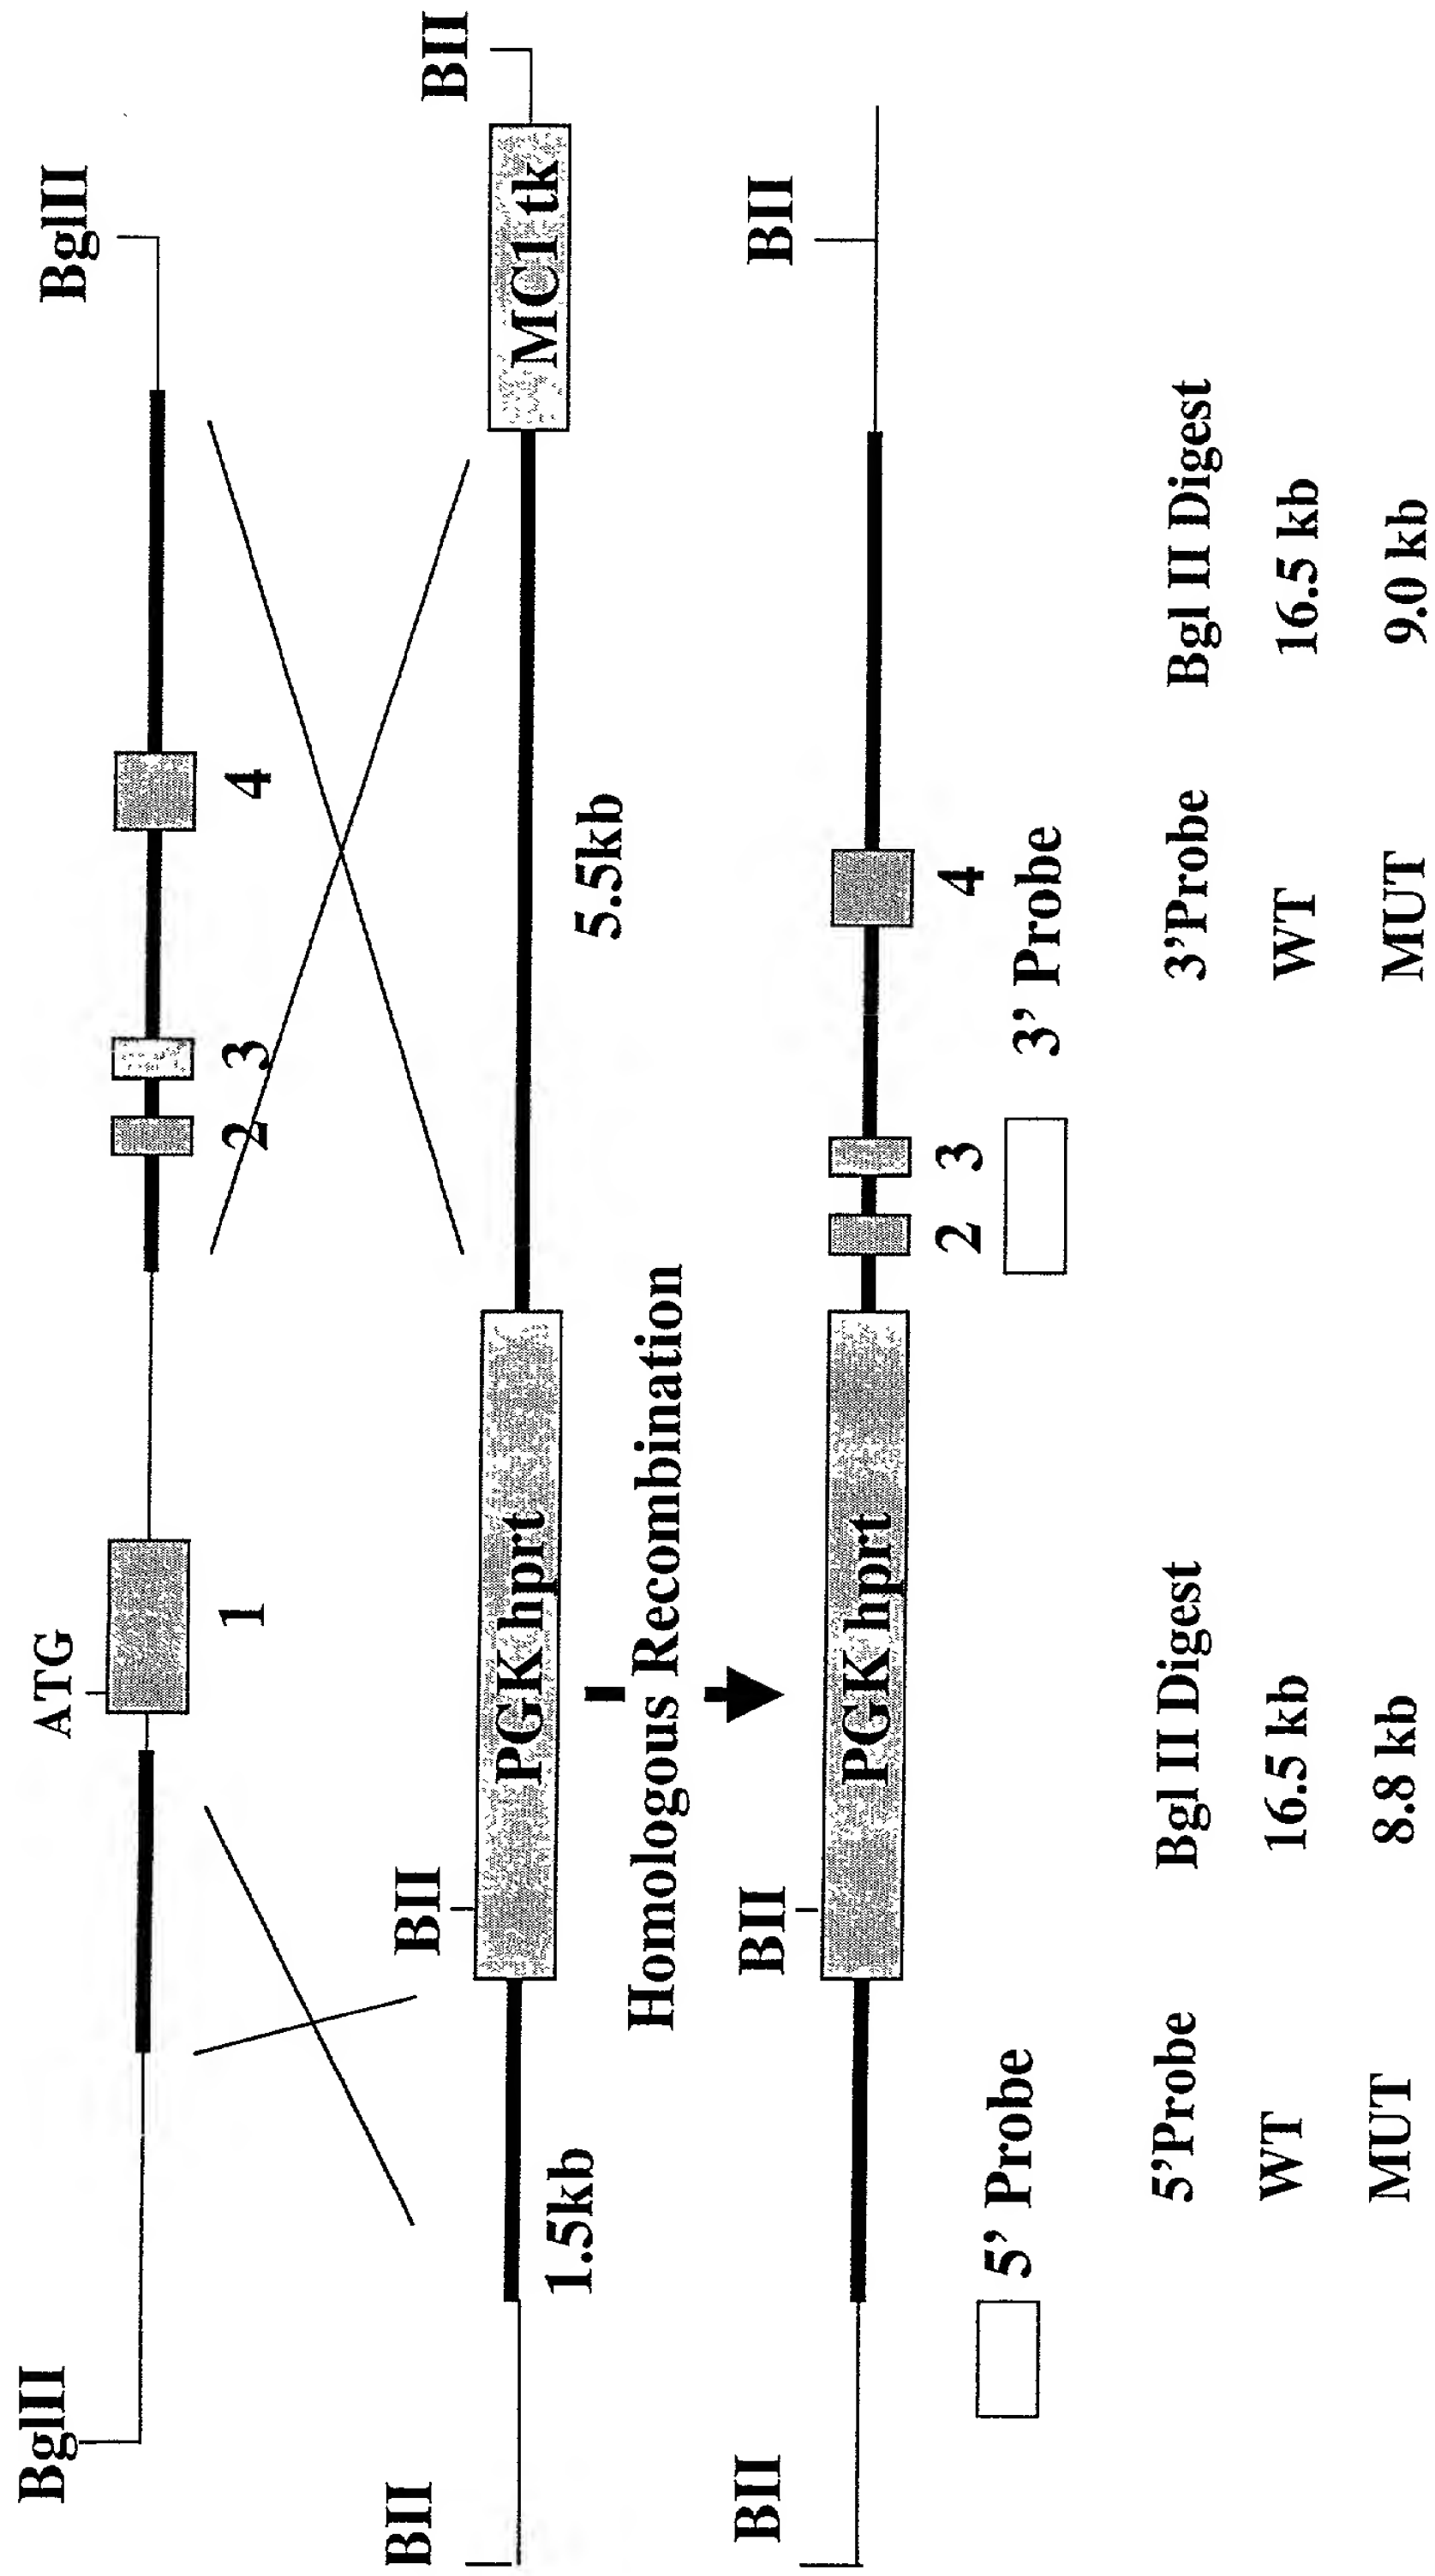 BglII ATG BglII
1 2 3 4
BII BII BII
PGK hprt MC1 tk
1.5kb 5.5kb
Homologous Recombination
BII BII BII
PGK hprt
2 3 4
5' Probe 3' Probe
5'Probe Bgl II Digest 3'Probe Bgl II Digest
WT 16.5 kb WT 16.5 kb
MUT 8.8 kb MUT 9.0 kb